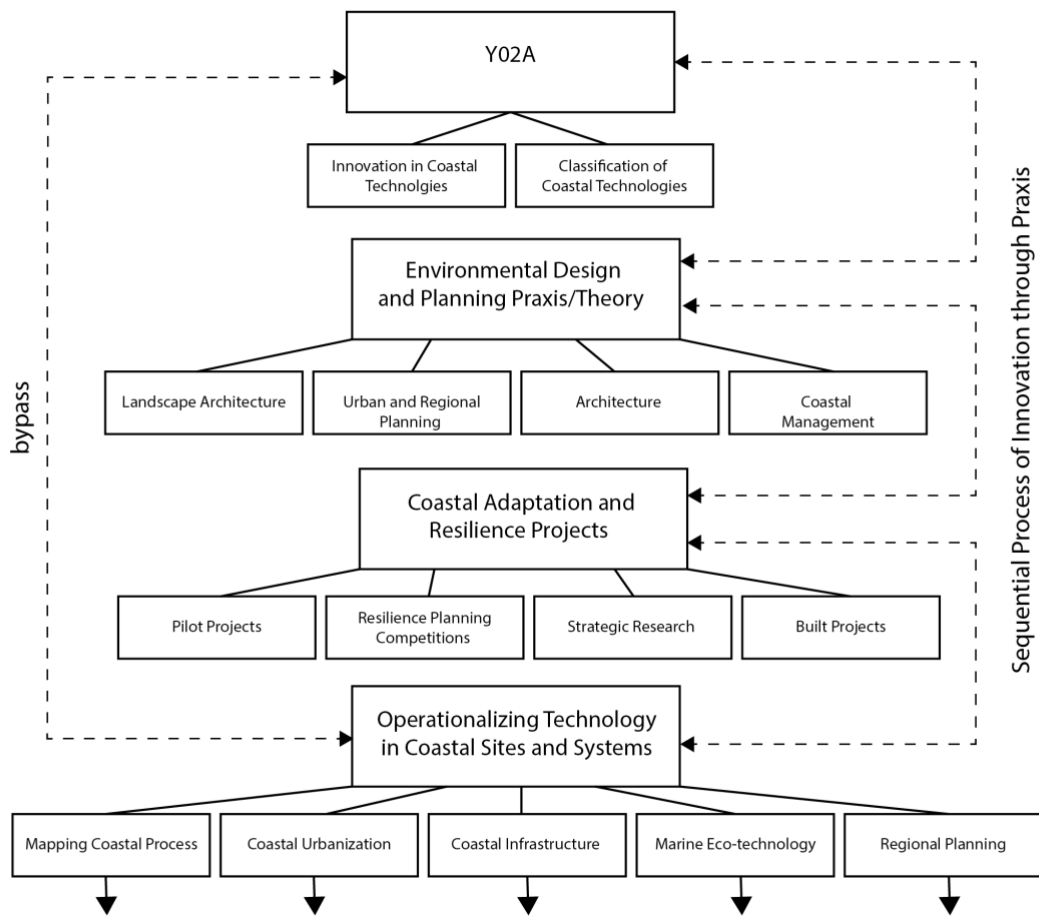 Y02A
Innovation in Coastal
Technolgies
Classification of
Coastal Technologies
Environmental Design
and Planning Praxis/Theory
Landscape Architecture
Urban and Regional
Planning
Architecture
Coastal
Management
Coastal Adaptation and
Resilience Projects
Pilot Projects
Resilience Planning
Competitions
Strategic Research
Built Projects
Operationalizing Technology
in Coastal Sites and Systems
Mapping Coastal Process
Coastal Urbanization
Coastal Infrastructure
Marine Eco-technology
Regional Planning
bypass
Sequential Process of Innovation through Praxis